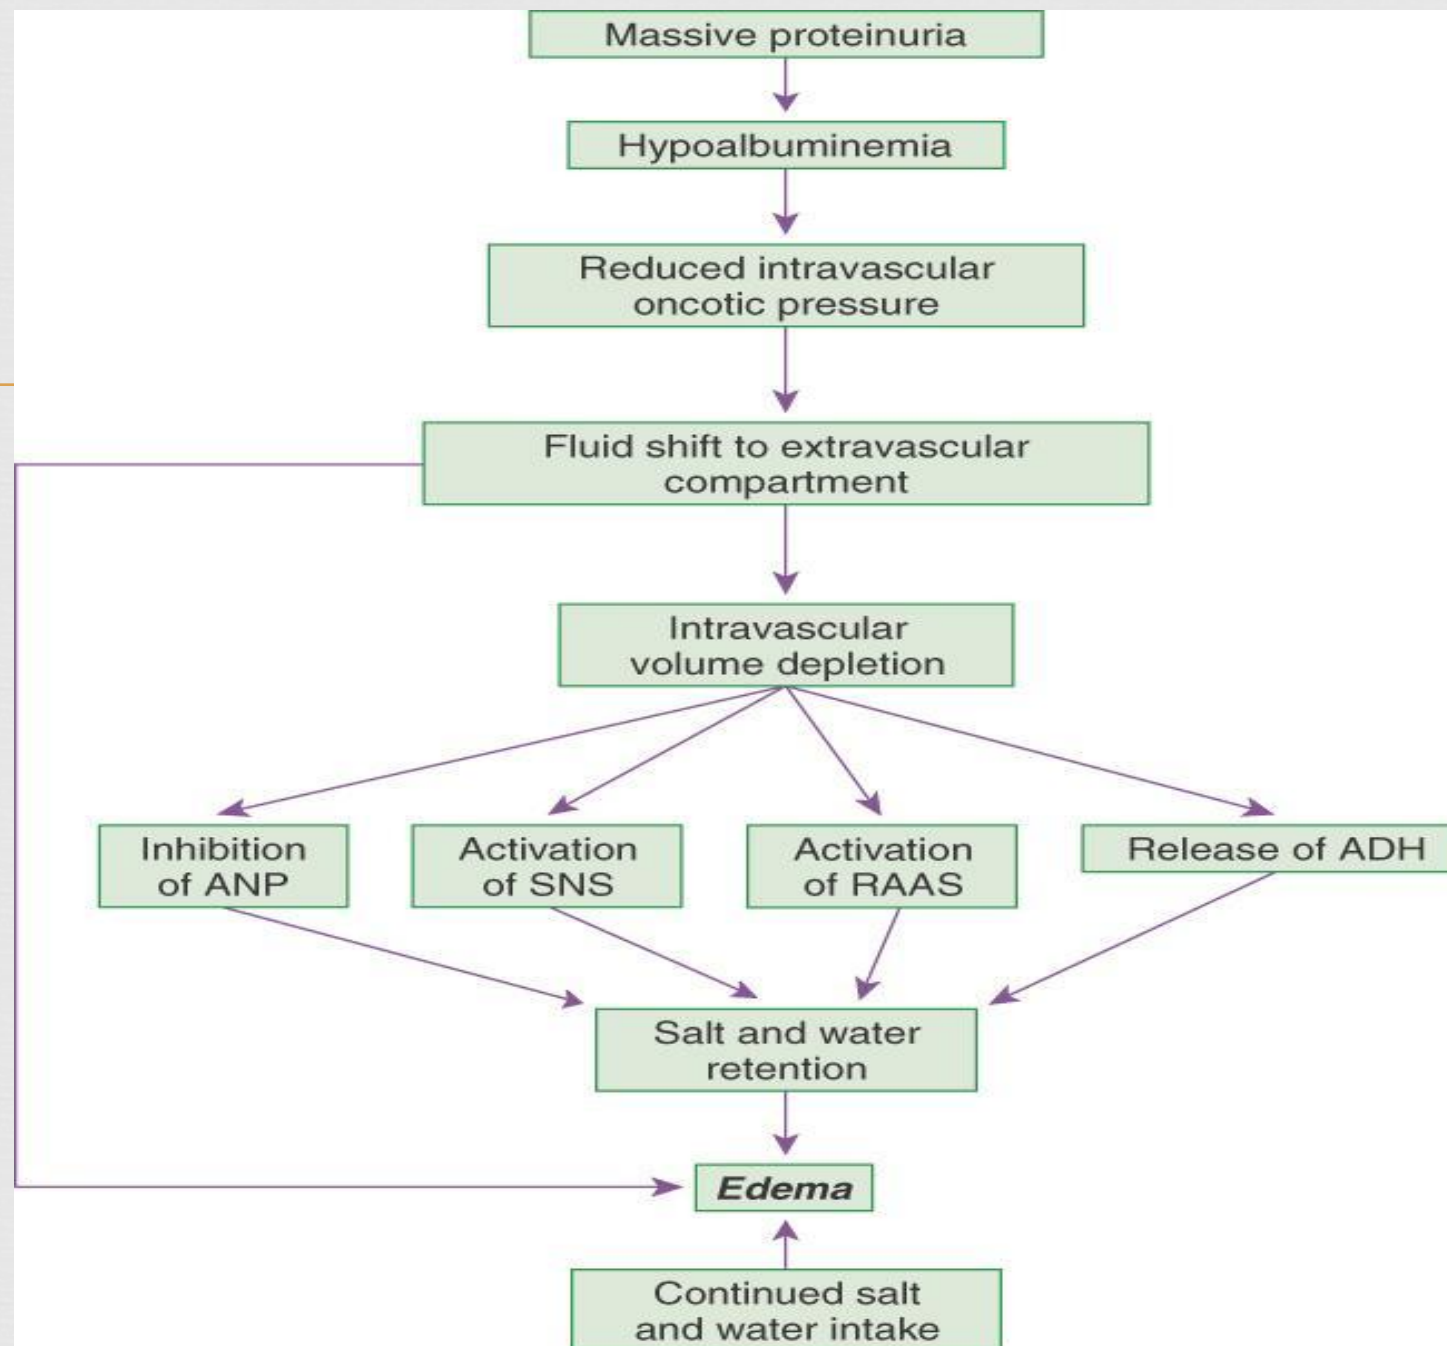 Massive proteinuria
Hypoalbuminemia
Reduced intravascular
oncotic pressure
Fluid shift to extravascular
compartment
Intravascular
volume depletion
Inhibition
of ANP
Activation
of SNS
Activation
of RAAS
Release of ADH
Salt and water
retention
Edema
Continued salt
and water intake